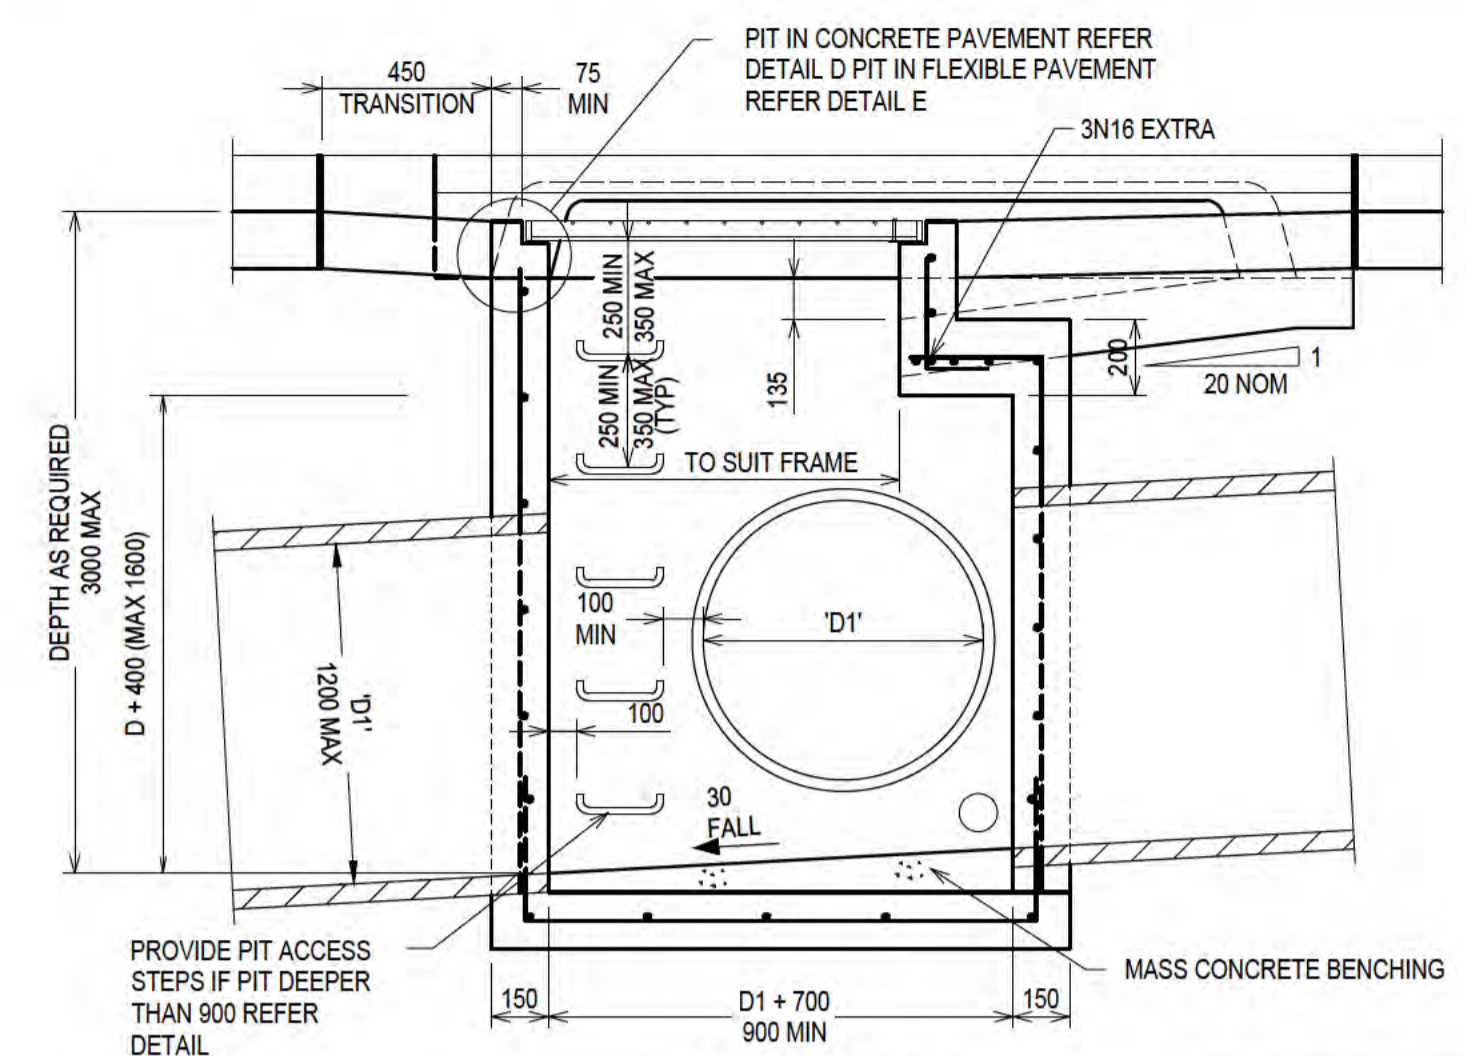 PIT IN CONCRETE PAVEMENT REFER
DETAIL D PIT IN FLEXIBLE PAVEMENT
REFER DETAIL E
450
TRANSITION
75
MIN
3N16 EXTRA
250 MIN
350 MAX
250 MIN
350 MAX
(TYP)
135
200
1
20 NOM
TO SUIT FRAME
DEPTH AS REQUIRED
3000 MAX
D + 400 (MAX 1600)
'D1'
1200 MAX
100
MIN
'D1'
100
30
FALL
PROVIDE PIT ACCESS
STEPS IF PIT DEEPER
THAN 900 REFER
DETAIL
MASS CONCRETE BENCHING
150
D1 + 700
900 MIN
150